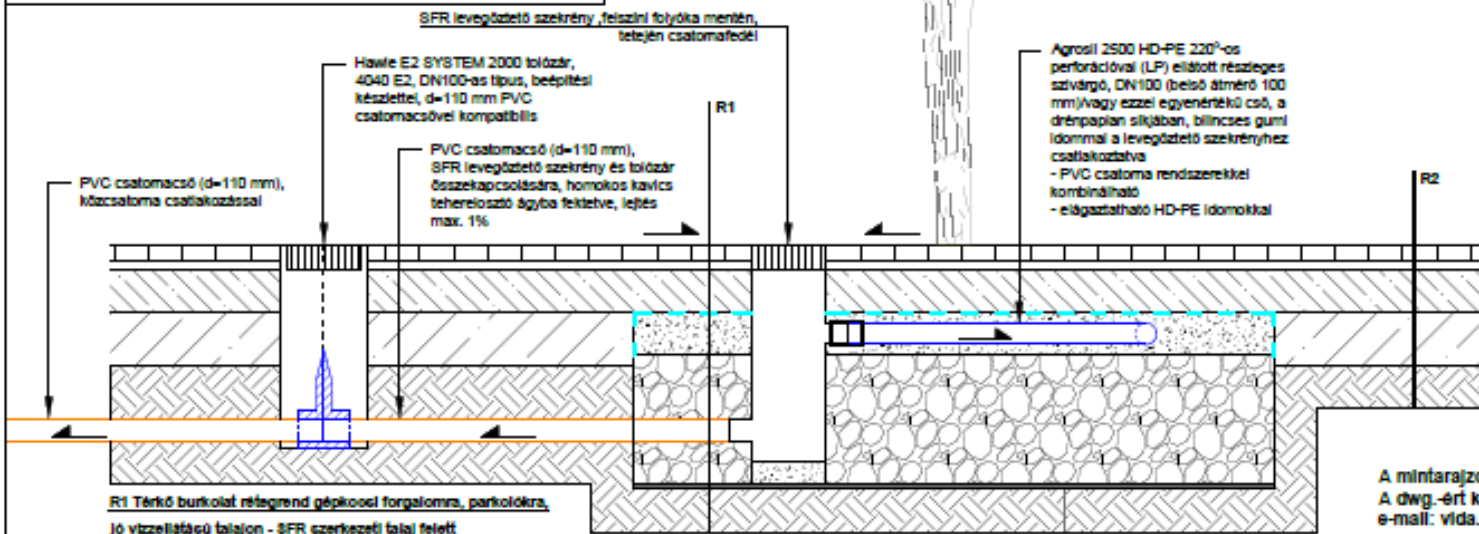 SFR levegőztető szekrény ,felszíni folyóka mentén,
tetején csatornafedél
Hawle E2 SYSTEM 2000 tolózár,
4040 E2, DN100-as típus, beépítési
készlettel, d=110 mm PVC
csatornacsővel kompatibilis
PVC csatornacső (d=110 mm),
közcsatorna csatlakozással
PVC csatornacső (d=110 mm),
SFR levegőztető szekrény és tolózár
összekapcsolására, homokos kavics
teherelosztó ágyba fektetve, lejtés
max. 1%
R1
Agrosil 2500 HD-PE 220⁰-os
perforációval (LP) ellátott részleges
szivárgó, DN100 (belső átmérő 100
mm)/vagy ezzel egyenértékű cső, a
drénpaplan síkjában, bilincses gumi
idommal a levegőztető szekrényhez
csatlakoztatva
- PVC csatorna rendszerekkel
kombinálható
- elágaztatható HD-PE idomokkal
R2
R1 Térkő burkolat rétegrend gépkocsi forgalomra, parkolókra,
jó vízellátású talajon - SFR szerkezeti talaj felett
A mintarajzo
A dwg.-ért k
e-mail: vida.